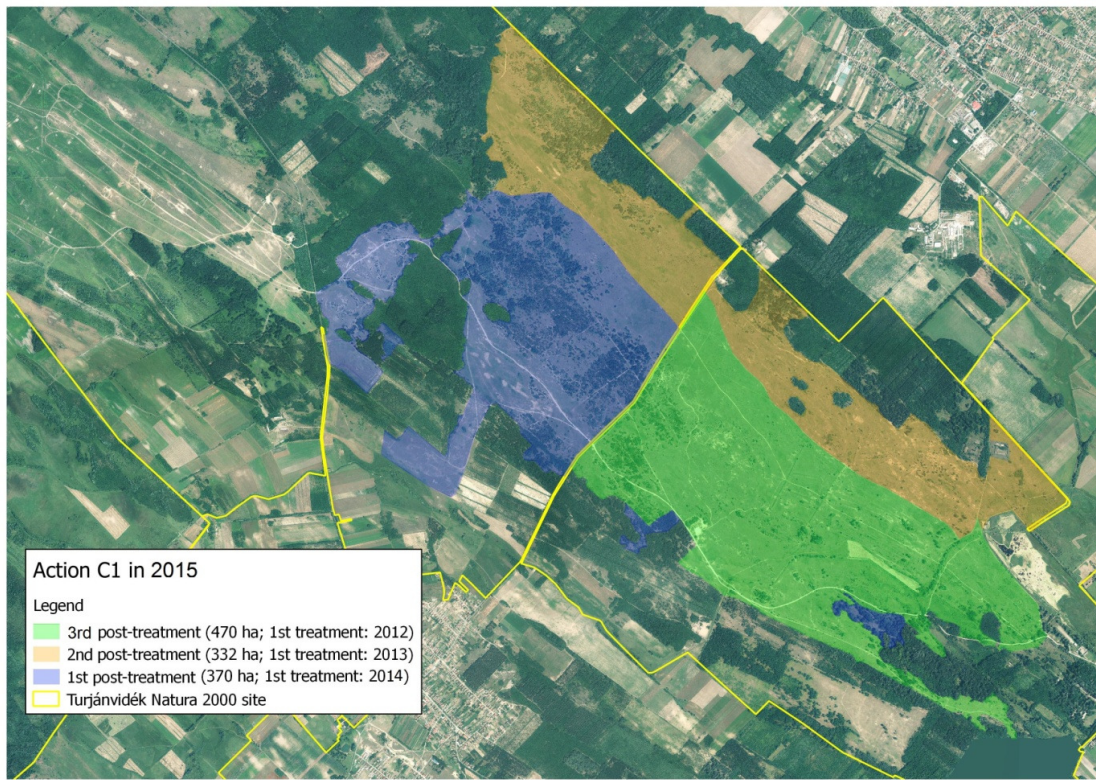 Action C1 in 2015
Legend
3rd post-treatment (470 ha; 1st treatment: 2012)
2nd post-treatment (332 ha; 1st treatment: 2013)
1st post-treatment (370 ha; 1st treatment: 2014)
Turjánvidék Natura 2000 site